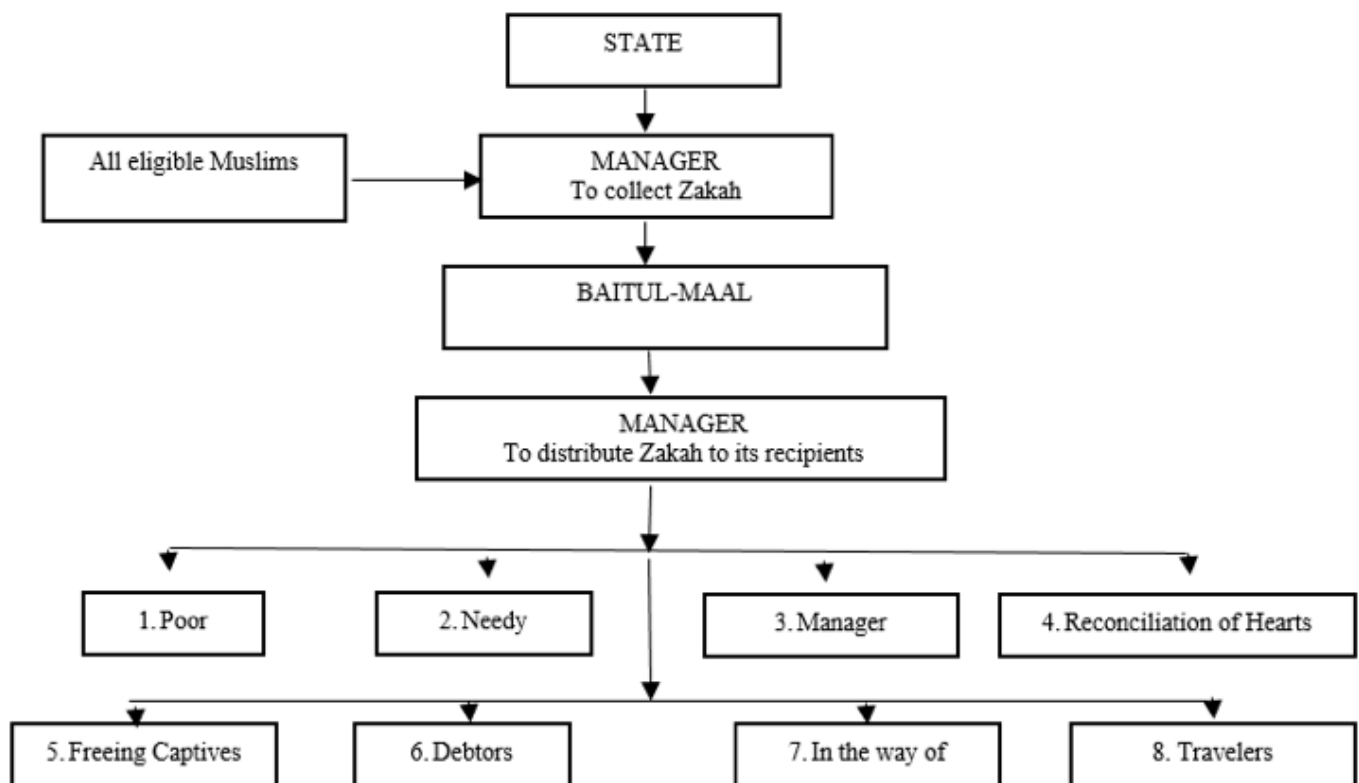 STATE
All eligible Muslims
MANAGER
To collect Zakah
BAITUL-MAAL
MANAGER
To distribute Zakah to its recipients
1. Poor
2. Needy
3. Manager
4. Reconciliation of Hearts
5. Freeing Captives
6. Debtors
7. In the way of
8. Travelers